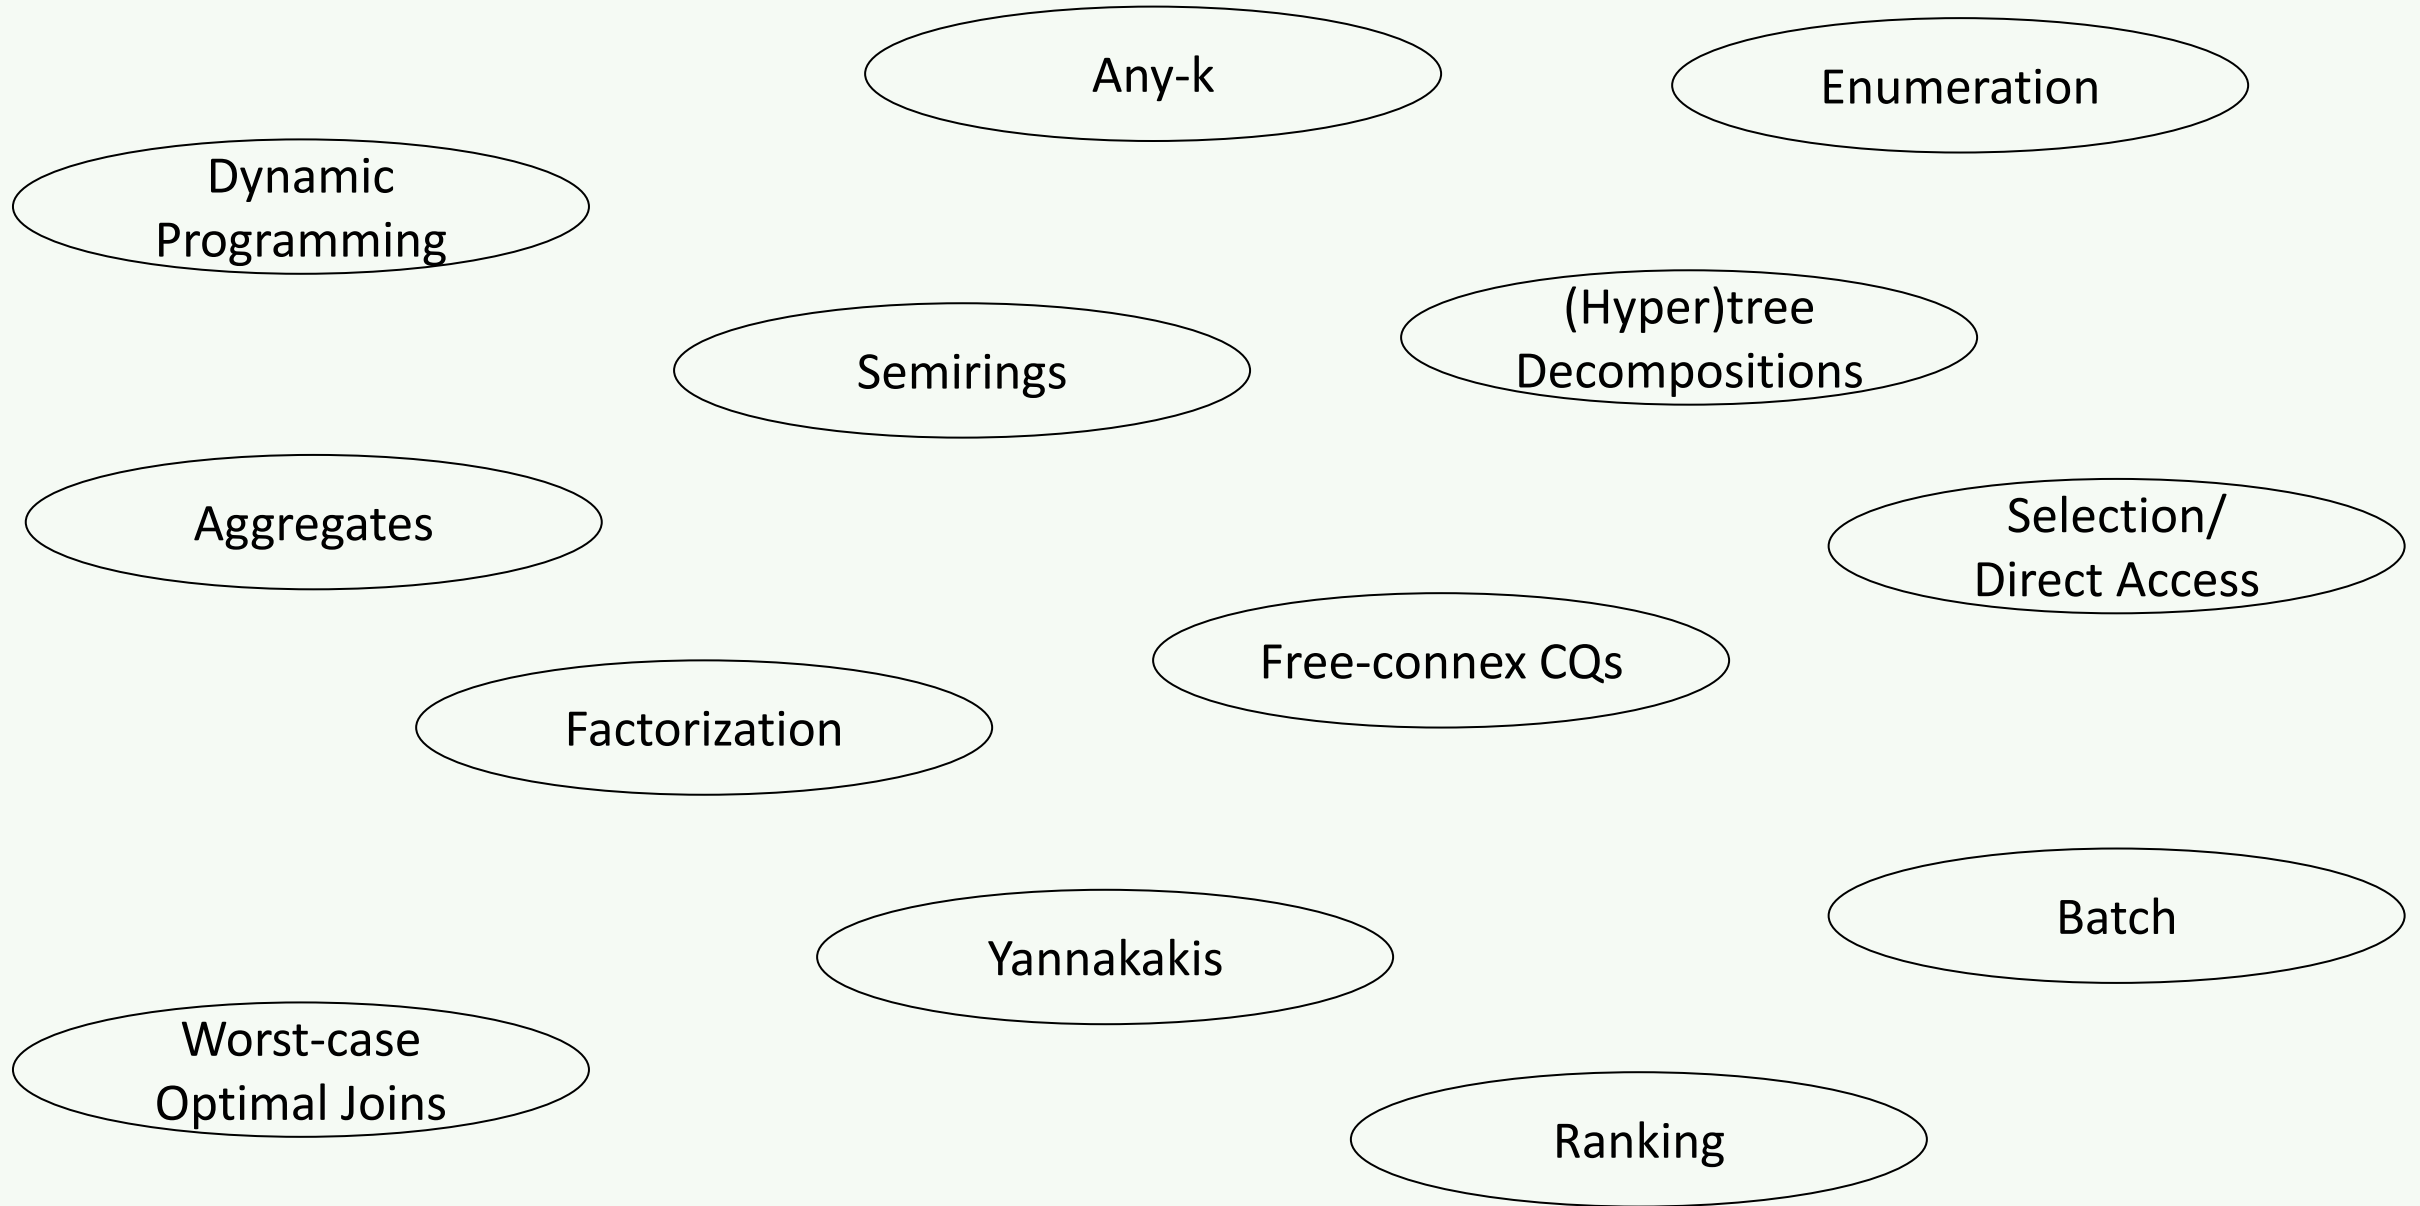 Any-k
Enumeration
Dynamic
Programming
(Hyper)tree
Decompositions
Semirings
Aggregates
Selection/
Direct Access
Free-connex CQs
Factorization
Batch
Yannakakis
Worst-case
Optimal Joins
Ranking